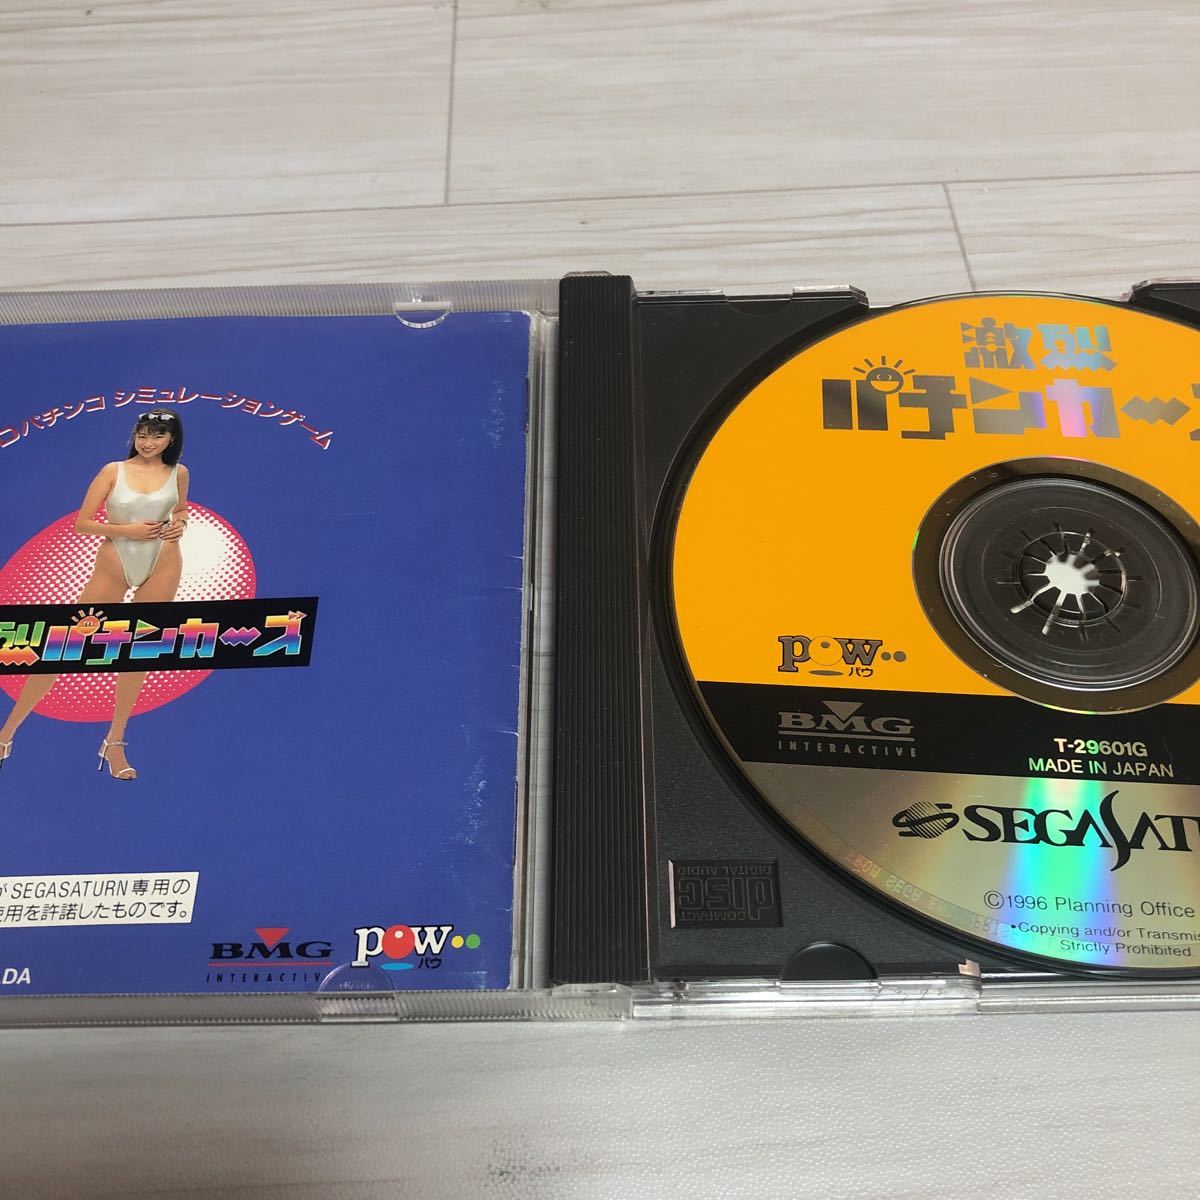 パチンコ シミュレーションゲーム
烈パチンカーズ
SEGASATURN専用の
使用を許諾したものです。
BMG
INTERACTIVE
pow
パウ
激烈
パチンカーズ
pow
パウ
BMG
INTERACTIVE
T-29601G
MADE IN JAPAN
SEGASAT
©1996 Planning Office
•Copying and/or Transmis
Strictly Prohibited.
COMPACT
disc
DIGITAL AUDIO